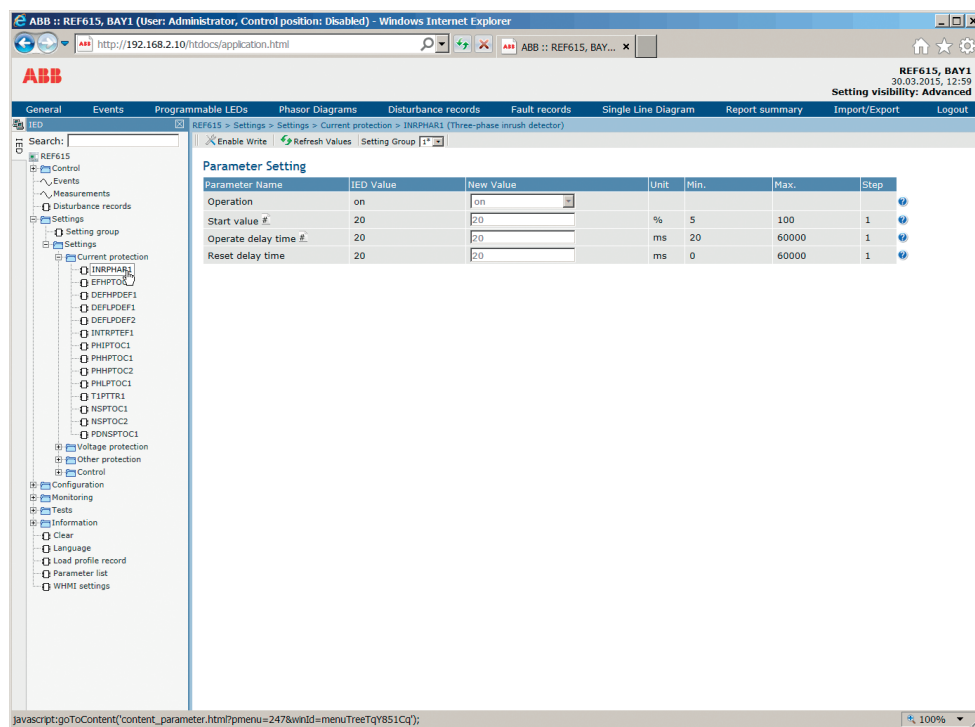 ABB :: REF615, BAY1 (User: Administrator, Control position: Disabled) - Windows Internet Explorer
ABB http://192.168.2.10/htdocs/application.html ABB ABB :: REF615, BAY... ×
ABB
REF615, BAY1
30.03.2015, 12:59
Setting visibility: Advanced
General Events Programmable LEDs Phasor Diagrams Disturbance records Fault records Single Line Diagram Report summary Import/Export Logout
IED
IED
REF615 > Settings > Settings > Current protection > INRPHAR1 (Three-phase inrush detector)
Search:
Enable Write Refresh Values Setting Group 1*
REF615
Control
Events
Measurements
Disturbance records
Settings
Setting group
Settings
Current protection
INRPHAR1
EFHPTOC
DEFHPDEF1
DEFLPDEF1
DEFLPDEF2
INTRPTEF1
PHIPTOC1
PHHPTOC1
PHHPTOC2
PHLPTOC1
T1PTTR1
NSPTOC1
NSPTOC2
PDNSPTOC1
Voltage protection
Other protection
Control
Configuration
Monitoring
Tests
Information
Clear
Language
Load profile record
Parameter list
WHMI settings
Parameter Setting
Parameter Name IED Value New Value Unit Min. Max. Step
Operation on on ?
Start value # 20 20 % 5 100 1 ?
Operate delay time # 20 20 ms 20 60000 1 ?
Reset delay time 20 20 ms 0 60000 1 ?
javascript:goToContent('content_parameter.html?pmenu=247&winId=menuTreeTqY851Cq'); 100%